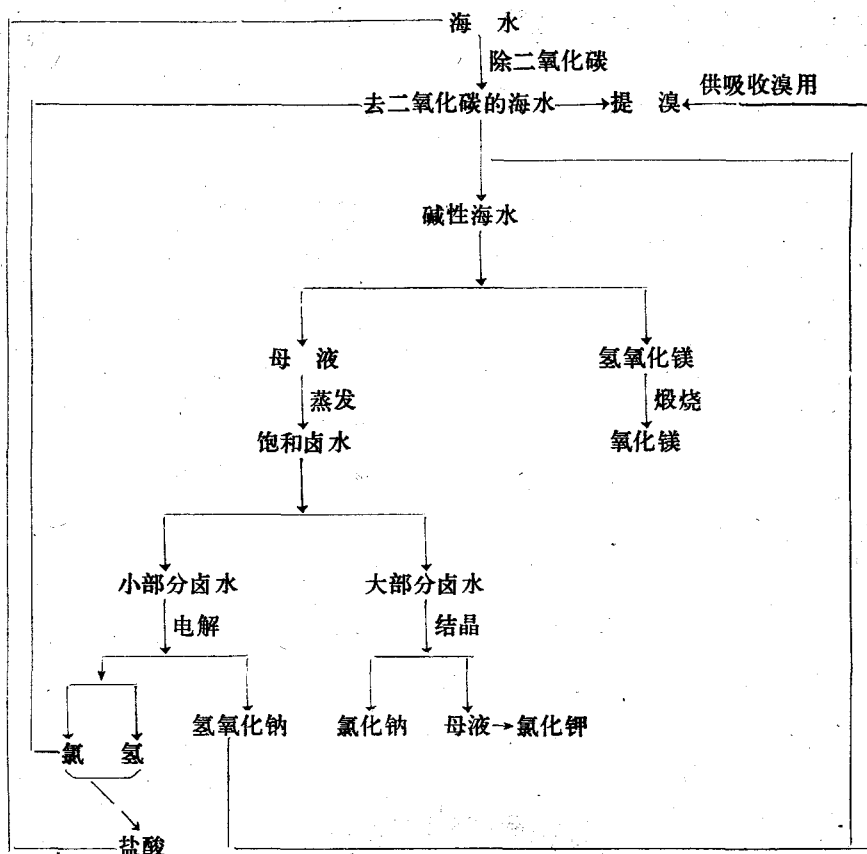 海 水
除二氧化碳
去二氧化碳的海水 提 溴 供吸收溴用
碱性海水
母 液 氢氧化镁
蒸发 煅烧
饱和卤水 氧化镁
小部分卤水 大部分卤水
电解 结晶
氯 氢 氢氧化钠 氯化钠 母液 氯化钾
盐酸